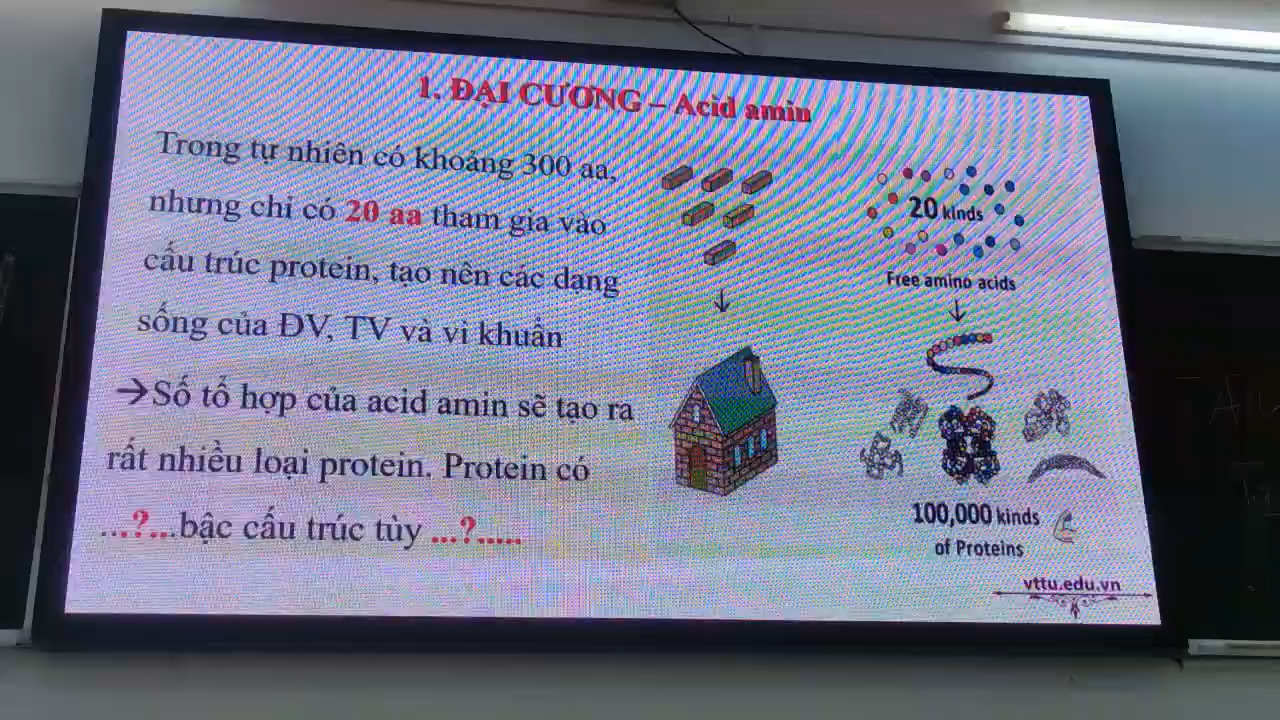 1. ĐẠI CƯƠNG – Acid amin
Trong tự nhiên có khoảng 300 aa,
nhưng chỉ có 20 aa tham gia vào
cấu trúc protein, tạo nên các dạng
sống của ĐV, TV và vi khuẩn
→Số tổ hợp của acid amin sẽ tạo ra
rất nhiều loại protein. Protein có
...?...bậc cấu trúc tùy ...?.....
20 kinds
Free amino acids
100,000 kinds
of Proteins
vttu.edu.vn